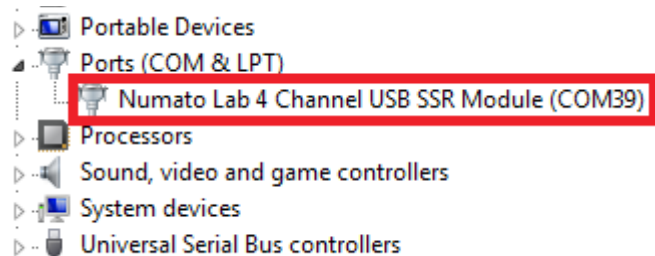 Portable Devices
Ports (COM & LPT)
Numato Lab 4 Channel USB SSR Module (COM39)
Processors
Sound, video and game controllers
System devices
Universal Serial Bus controllers